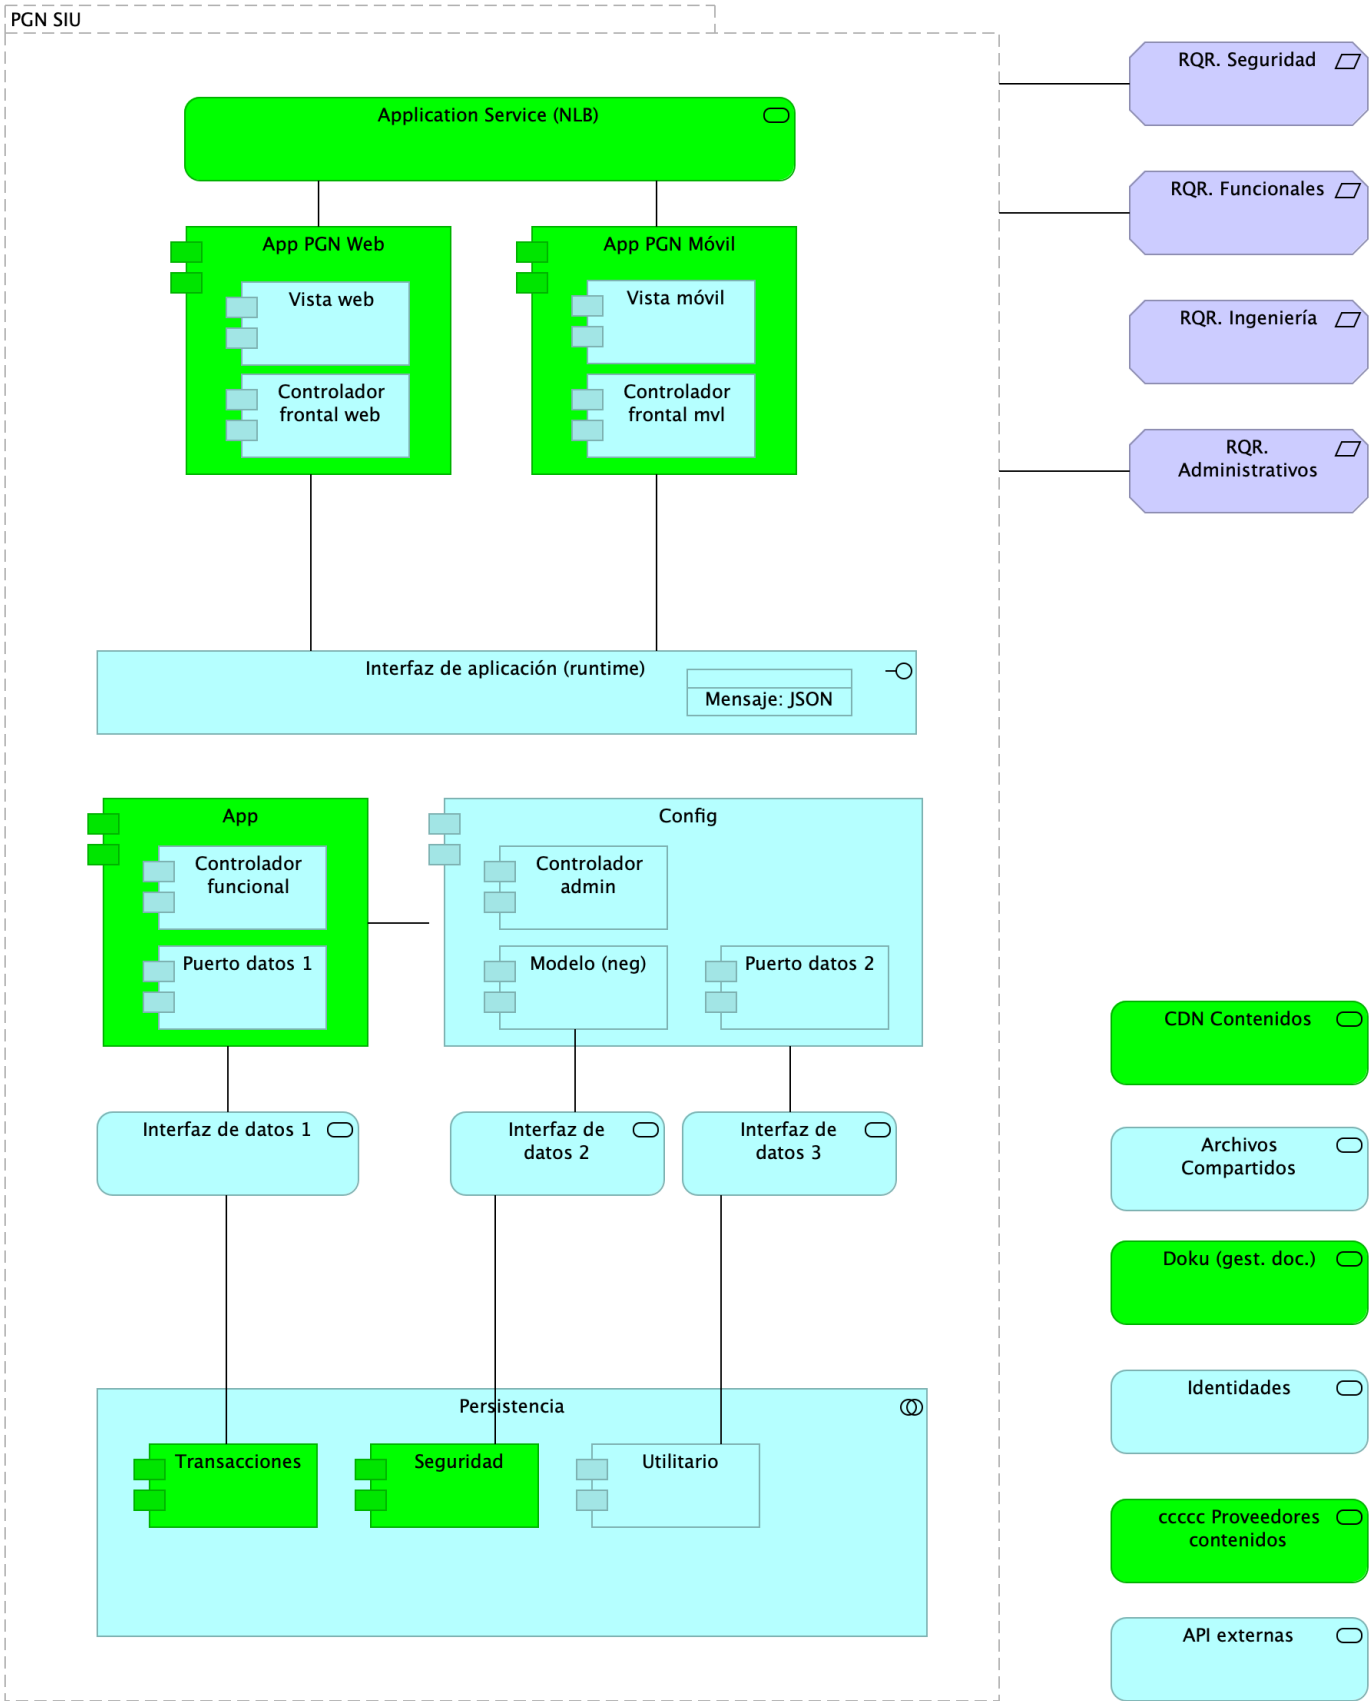 PGN SIU
Application Service (NLB)
App PGN Web
Vista web
Controlador
frontal web
App PGN Móvil
Vista móvil
Controlador
frontal mvl
Interfaz de aplicación (runtime)
Mensaje: JSON
App
Controlador
funcional
Puerto datos 1
Config
Controlador
admin
Modelo (neg)
Puerto datos 2
Interfaz de datos 1
Interfaz de
datos 2
Interfaz de
datos 3
Persistencia
Transacciones
Seguridad
Utilitario
RQR. Seguridad
RQR. Funcionales
RQR. Ingeniería
RQR.
Administrativos
CDN Contenidos
Archivos
Compartidos
Doku (gest. doc.)
Identidades
ccccc Proveedores
contenidos
API externas